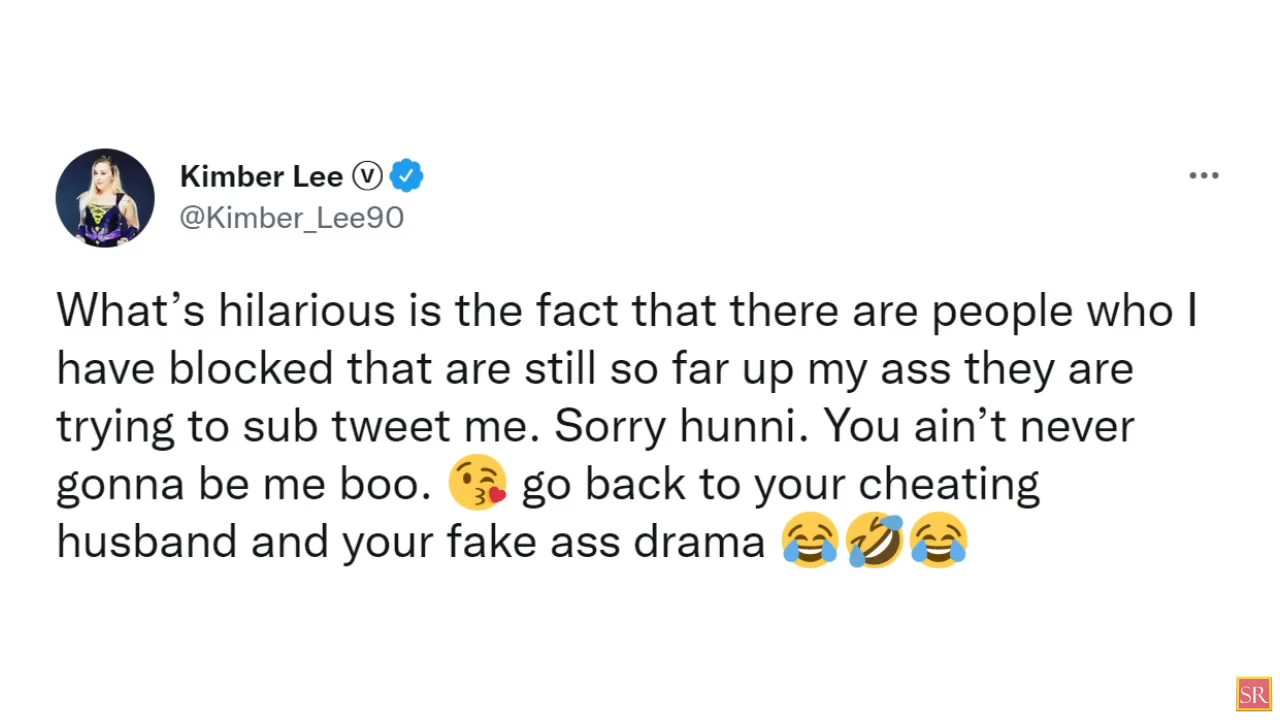 Kimber Lee Ⓥ
@Kimber_Lee90
What’s hilarious is the fact that there are people who I
have blocked that are still so far up my ass they are
trying to sub tweet me. Sorry hunni. You ain’t never
gonna be me boo. 😘 go back to your cheating
husband and your fake ass drama 😂🤣😂
SR